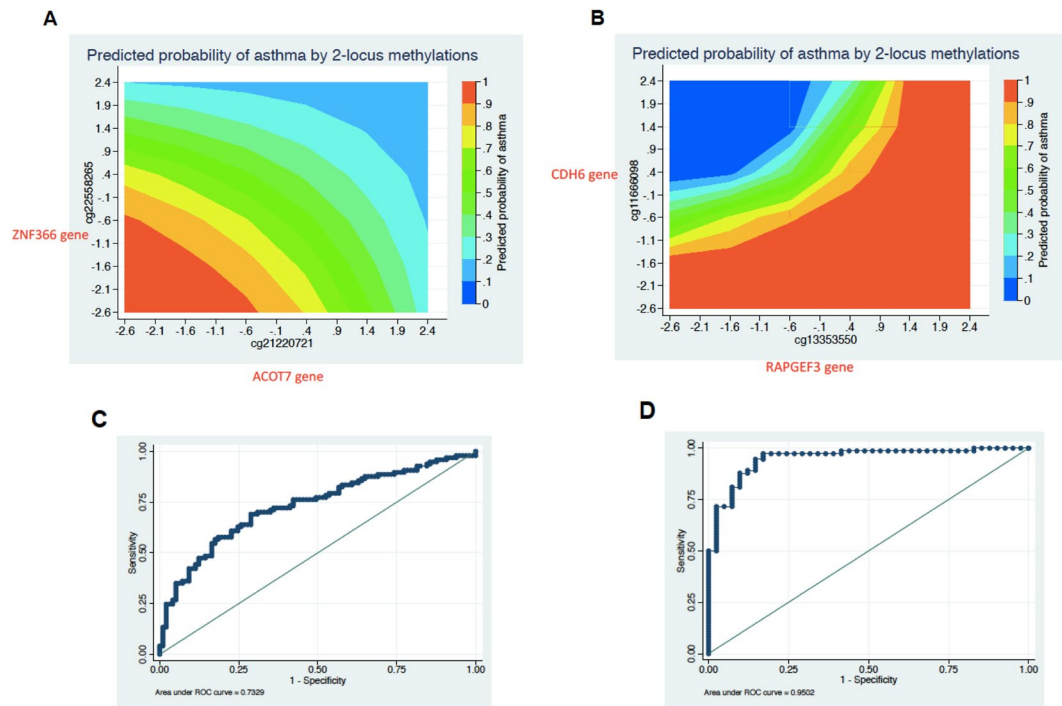 A
Predicted probability of asthma by 2-locus methylations
2.4
1.9
1.4
.9
.4
-.1
-.6
-1.1
-1.6
-2.1
-2.6
cg22558265
ZNF366 gene
-2.6 -2.1 -1.6 -1.1 -.6 -.1 .4 .9 1.4 1.9 2.4
cg21220721
ACOT7 gene
1
.9
.8
.7
.6
.5
.4
.3
.2
.1
0
Predicted probability of asthma
B
Predicted probability of asthma by 2-locus methylations
2.4
1.9
1.4
.9
.4
-.1
-.6
-1.1
-1.6
-2.1
-2.6
cg11666098
CDH6 gene
-2.6 -2.1 -1.6 -1.1 -.6 -.1 .4 .9 1.4 1.9 2.4
cg13353550
RAPGEF3 gene
1
.9
.8
.7
.6
.5
.4
.3
.2
.1
0
Predicted probability of asthma
C
1.00
0.75
0.50
0.25
0.00
Sensitivity
0.00 0.25 0.50 0.75 1.00
1 - Specificity
Area under ROC curve = 0.7329
D
1.00
0.75
0.50
0.25
0.00
Sensitivity
0.00 0.25 0.50 0.75 1.00
1 - Specificity
Area under ROC curve = 0.9502